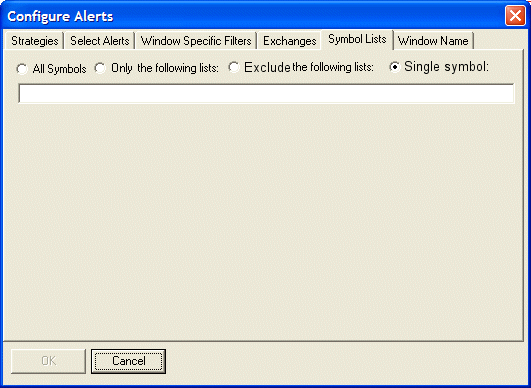 Configure Alerts
Strategies Select Alerts Window Specific Filters Exchanges Symbol Lists Window Name
All Symbols Only the following lists: Exclude the following lists: Single symbol:
OK Cancel